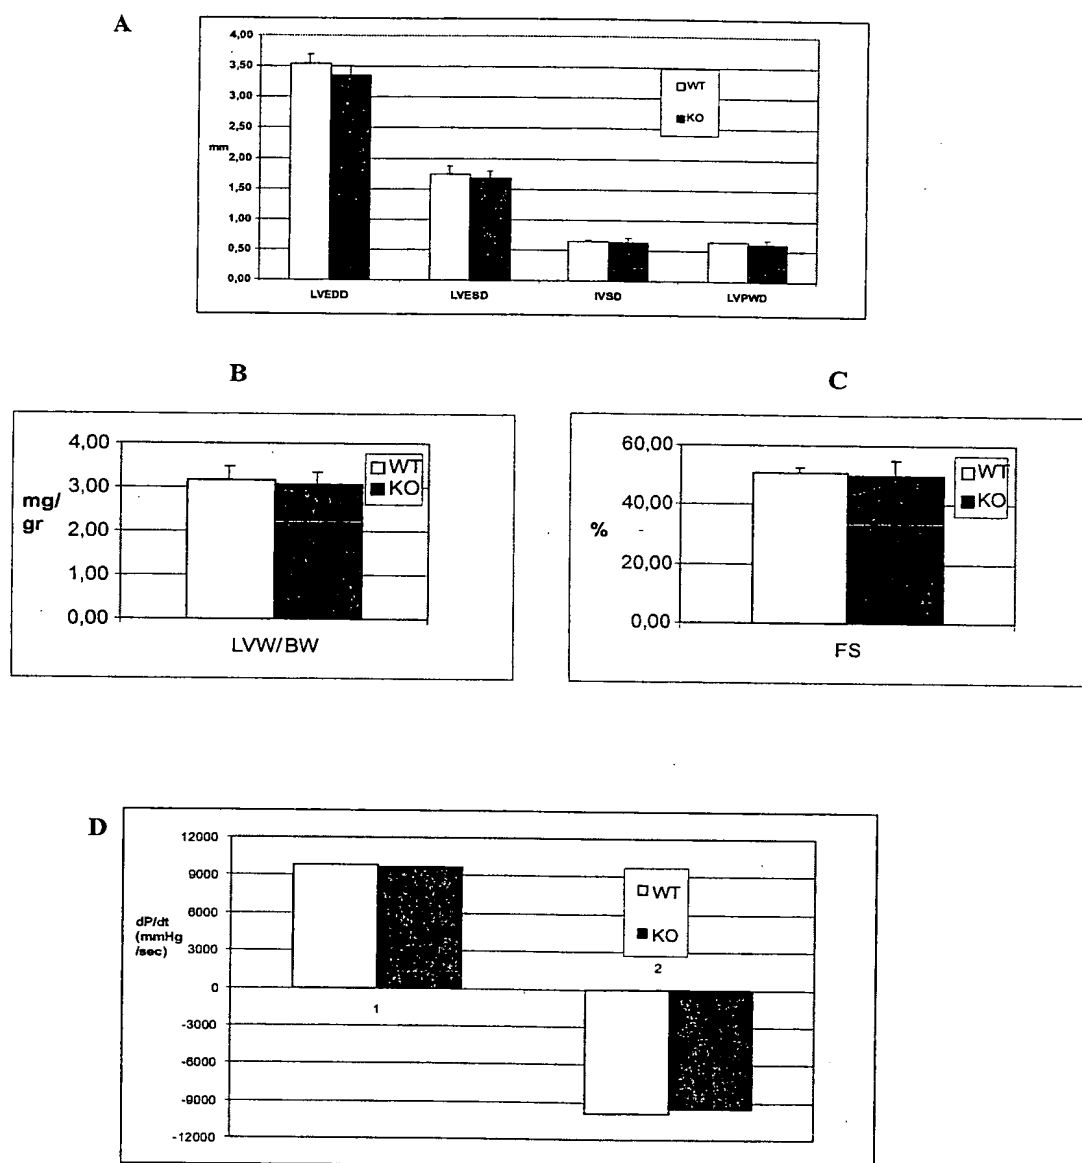 A
4,00
3,50
3,00
2,50
mm
2,00
1,50
1,00
0,50
0,00
WT
KO
LVEDD LVESD IVSD LVPWD
B
4,00
3,00
2,00
1,00
0,00
mg/
gr
WT
KO
LVW/BW
C
60,00
40,00
20,00
0,00
%
WT
KO
FS
D
12000
9000
6000
3000
0
-3000
-6000
-9000
-12000
dP/dt
(mmHg
/sec)
WT
KO
1
2